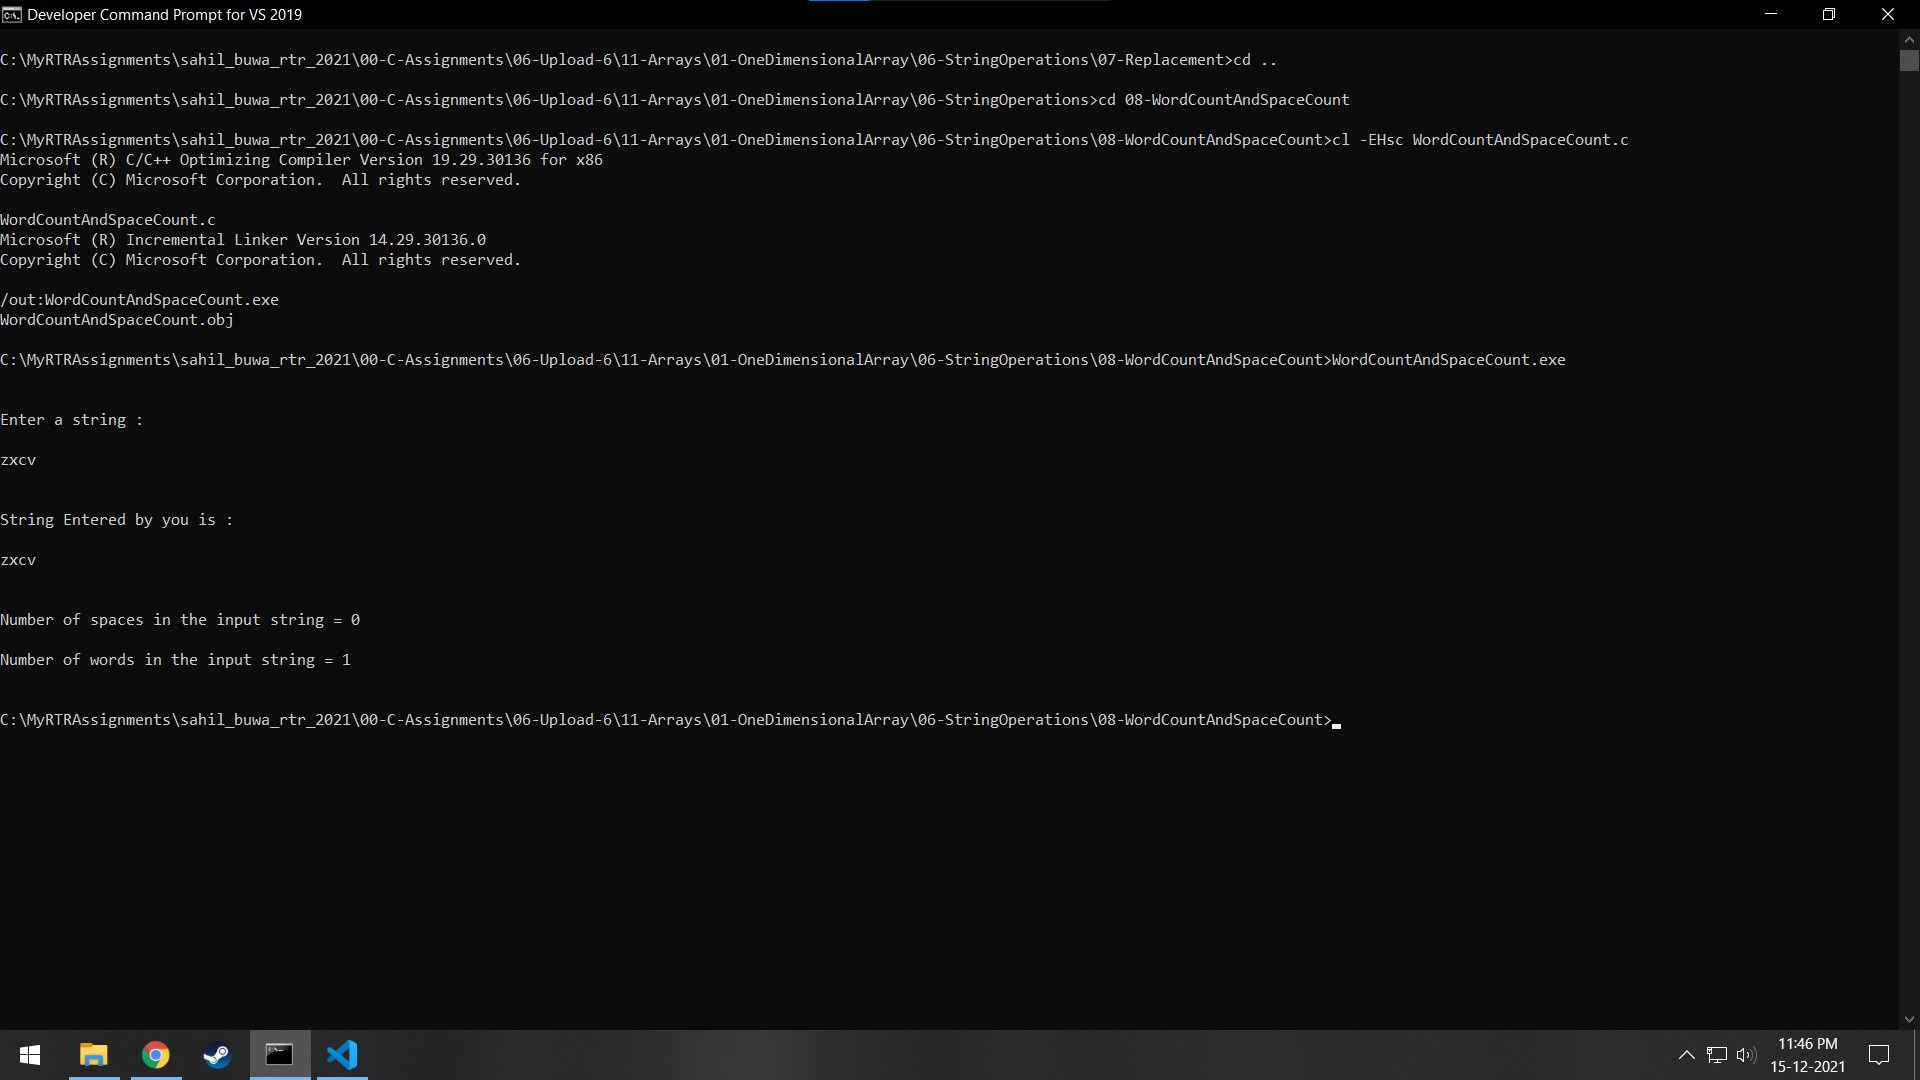 Developer Command Prompt for VS 2019
C:\MyRTRAssignments\sahil_buwa_rtr_2021\00-C-Assignments\06-Upload-6\11-Arrays\01-OneDimensionalArray\06-StringOperations\07-Replacement>cd ..
C:\MyRTRAssignments\sahil_buwa_rtr_2021\00-C-Assignments\06-Upload-6\11-Arrays\01-OneDimensionalArray\06-StringOperations>cd 08-WordCountAndSpaceCount
C:\MyRTRAssignments\sahil_buwa_rtr_2021\00-C-Assignments\06-Upload-6\11-Arrays\01-OneDimensionalArray\06-StringOperations\08-WordCountAndSpaceCount>cl -EHsc WordCountAndSpaceCount.c
Microsoft (R) C/C++ Optimizing Compiler Version 19.29.30136 for x86
Copyright (C) Microsoft Corporation.  All rights reserved.
WordCountAndSpaceCount.c
Microsoft (R) Incremental Linker Version 14.29.30136.0
Copyright (C) Microsoft Corporation.  All rights reserved.
/out:WordCountAndSpaceCount.exe
WordCountAndSpaceCount.obj
C:\MyRTRAssignments\sahil_buwa_rtr_2021\00-C-Assignments\06-Upload-6\11-Arrays\01-OneDimensionalArray\06-StringOperations\08-WordCountAndSpaceCount>WordCountAndSpaceCount.exe
Enter a string :
zxcv
String Entered by you is :
zxcv
Number of spaces in the input string = 0
Number of words in the input string = 1
C:\MyRTRAssignments\sahil_buwa_rtr_2021\00-C-Assignments\06-Upload-6\11-Arrays\01-OneDimensionalArray\06-StringOperations\08-WordCountAndSpaceCount>
11:46 PM
15-12-2021